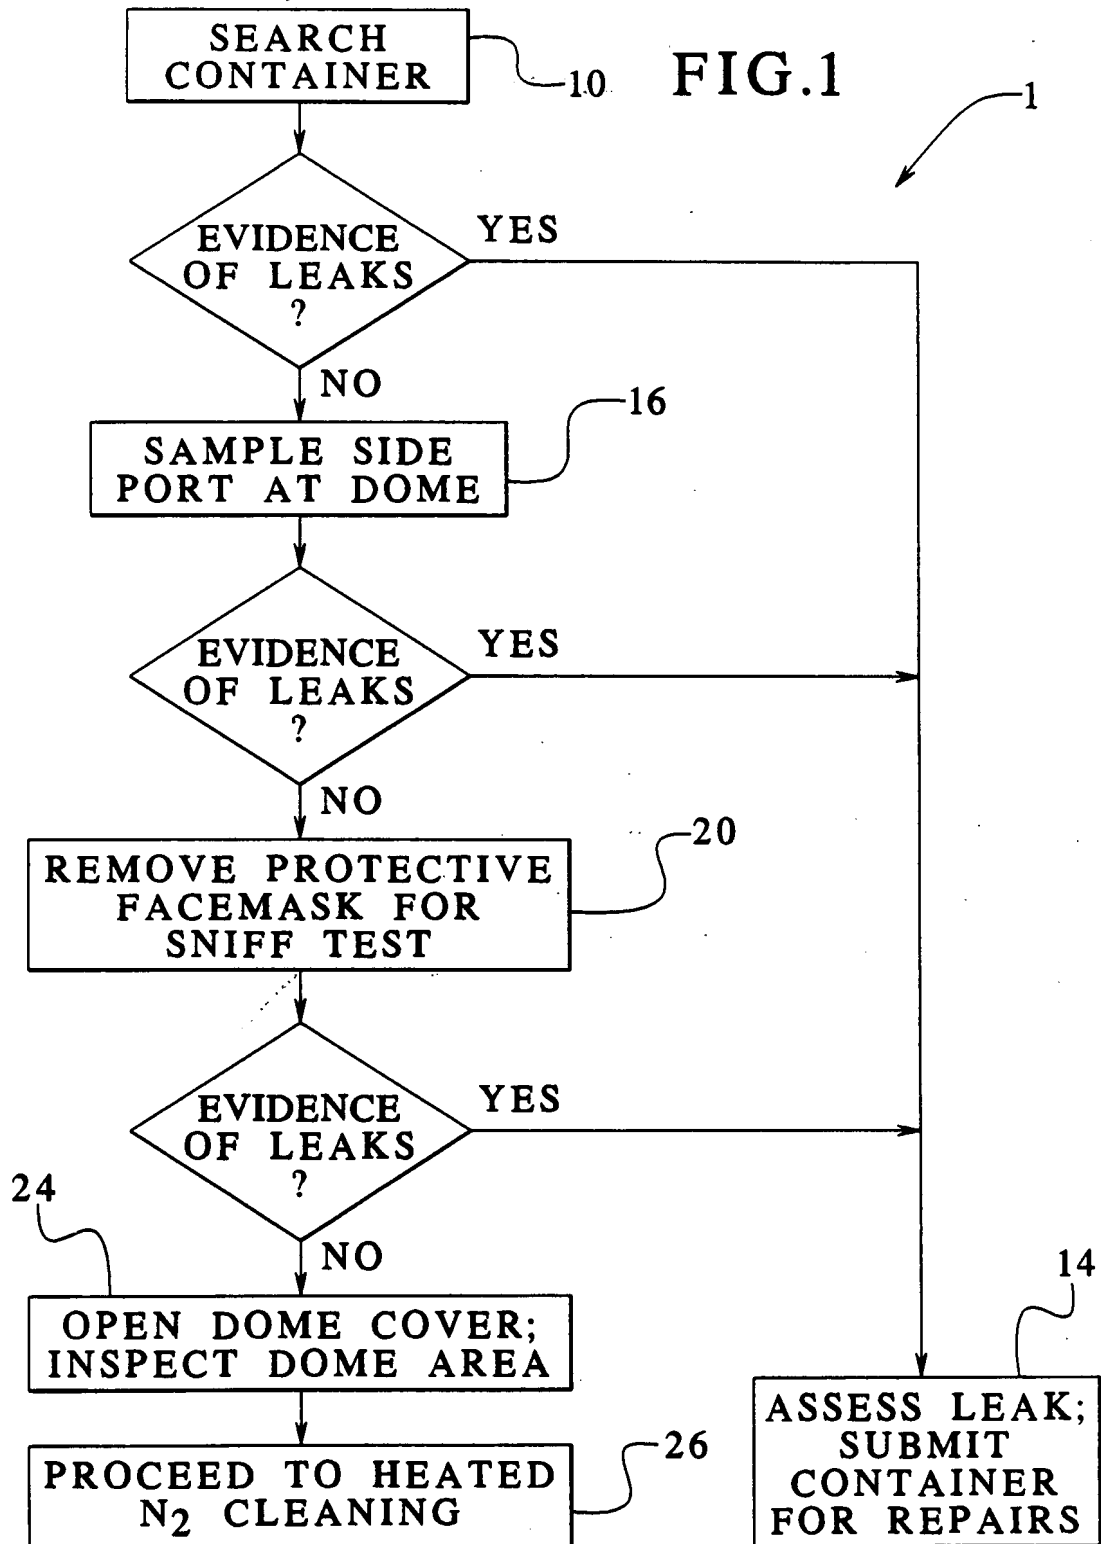 SEARCH
CONTAINER
10
FIG.1
1
EVIDENCE
OF LEAKS
?
YES
NO
16
SAMPLE SIDE
PORT AT DOME
EVIDENCE
OF LEAKS
?
YES
NO
20
REMOVE PROTECTIVE
FACEMASK FOR
SNIFF TEST
EVIDENCE
OF LEAKS
?
YES
NO
24
OPEN DOME COVER;
INSPECT DOME AREA
14
ASSESS LEAK;
SUBMIT
CONTAINER
FOR REPAIRS
26
PROCEED TO HEATED
N2 CLEANING